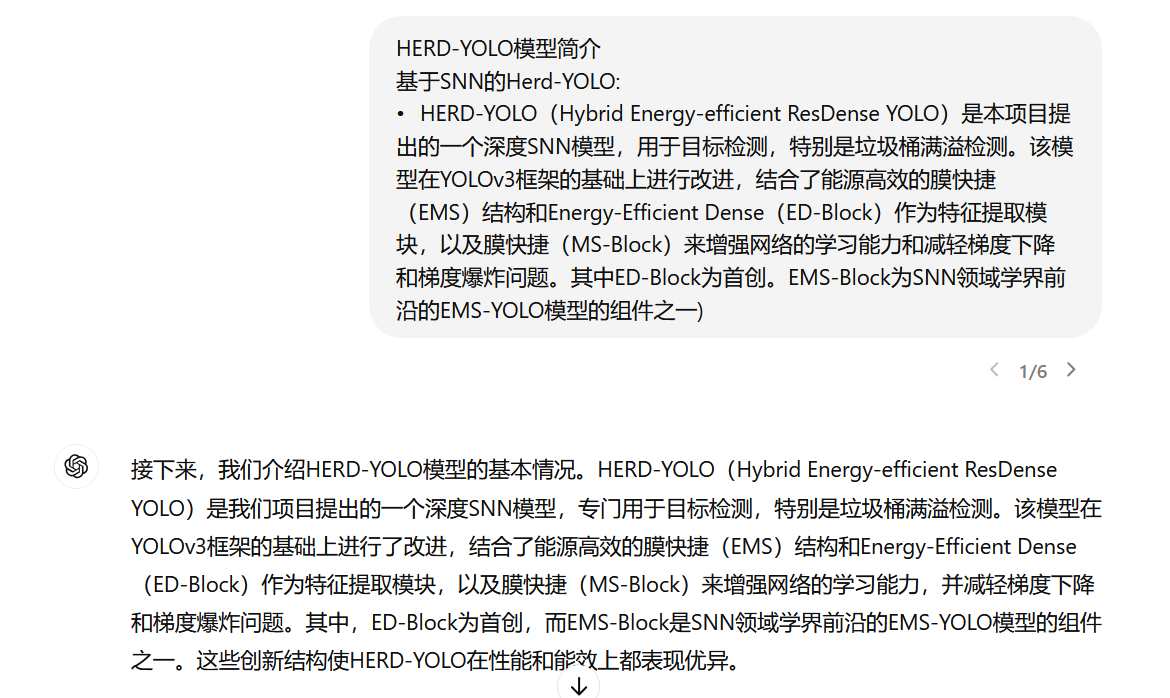 HERD-YOLO模型简介
基于SNN的Herd-YOLO:
• HERD-YOLO（Hybrid Energy-efficient ResDense YOLO）是本项目提
出的一个深度SNN模型，用于目标检测，特别是垃圾桶满溢检测。该模
型在YOLOv3框架的基础上进行改进，结合了能源高效的膜快捷
（EMS）结构和Energy-Efficient Dense（ED-Block）作为特征提取模
块，以及膜快捷（MS-Block）来增强网络的学习能力和减轻梯度下降
和梯度爆炸问题。其中ED-Block为首创。EMS-Block为SNN领域学界前
沿的EMS-YOLO模型的组件之一)
1/6
接下来，我们介绍HERD-YOLO模型的基本情况。HERD-YOLO（Hybrid Energy-efficient ResDense
YOLO）是我们项目提出的一个深度SNN模型，专门用于目标检测，特别是垃圾桶满溢检测。该模型在
YOLOv3框架的基础上进行了改进，结合了能源高效的膜快捷（EMS）结构和Energy-Efficient Dense
（ED-Block）作为特征提取模块，以及膜快捷（MS-Block）来增强网络的学习能力，并减轻梯度下降
和梯度爆炸问题。其中，ED-Block为首创，而EMS-Block是SNN领域学界前沿的EMS-YOLO模型的组件
之一。这些创新结构使HERD-YOLO在性能和能效上都表现优异。